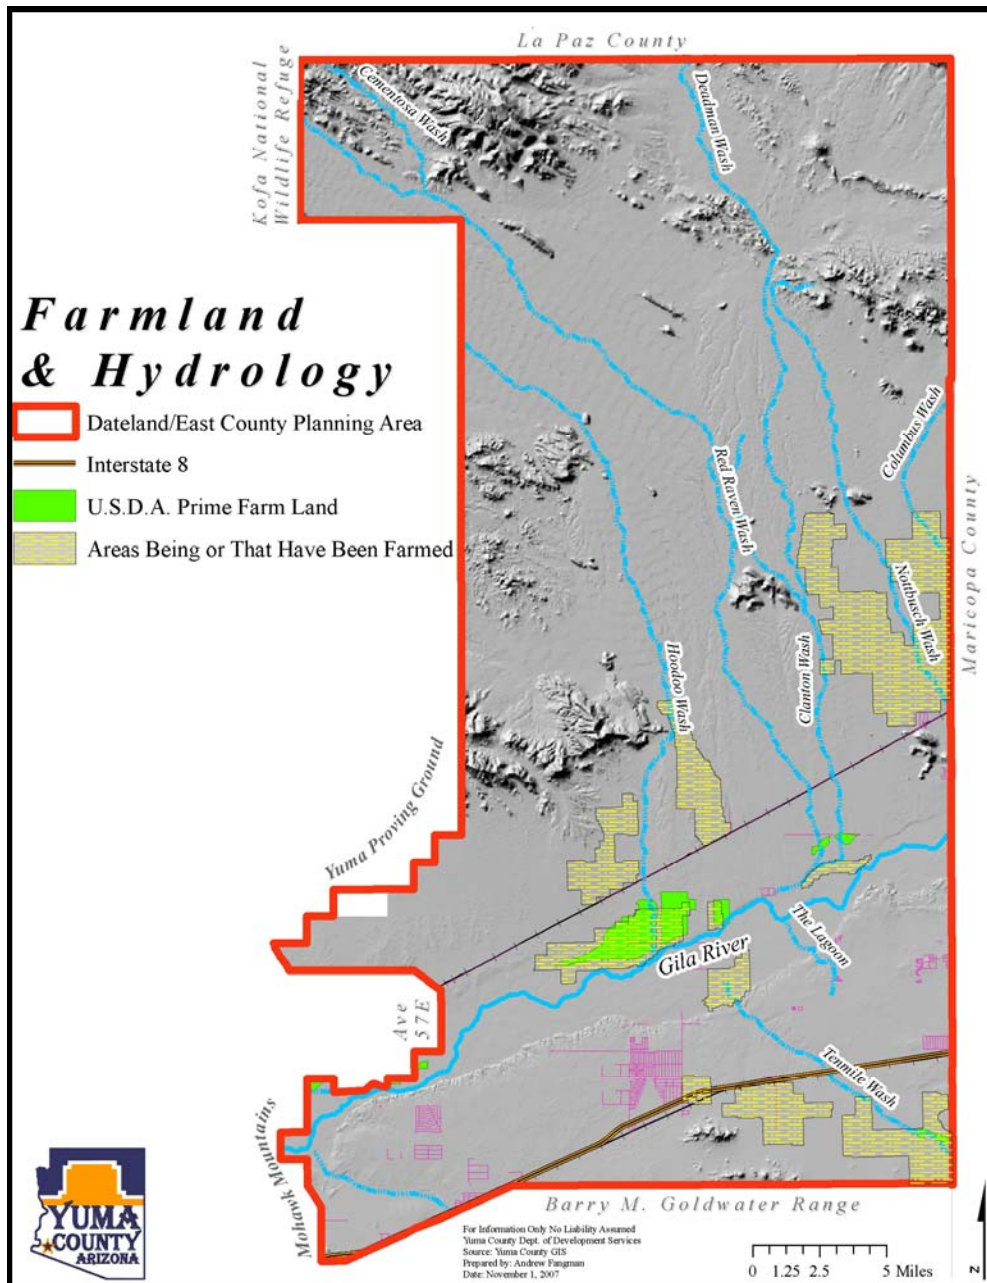 La Paz County
Kofa National
Wildlife Refuge
Cementosa Wash
Deadman Wash
Farmland
& Hydrology
Dateland/East County Planning Area
Interstate 8
U.S.D.A. Prime Farm Land
Areas Being or That Have Been Farmed
Columbus Wash
Red Raven Wash
Maricopa County
Nottbusch Wash
Hoodoo Wash
Clanton Wash
Yuma Proving Ground
The Lagoon
Gila River
Ave
57E
Tenmile Wash
Mohawk Mountains
Barry M. Goldwater Range
YUMA
COUNTY
ARIZONA
For Information Only No Liability Assumed
Yuma County Dept. of Development Services
Source: Yuma County GIS
Prepared by: Andrew Fangman
Date: November 1, 2007
0 1.25 2.5 5 Miles
N